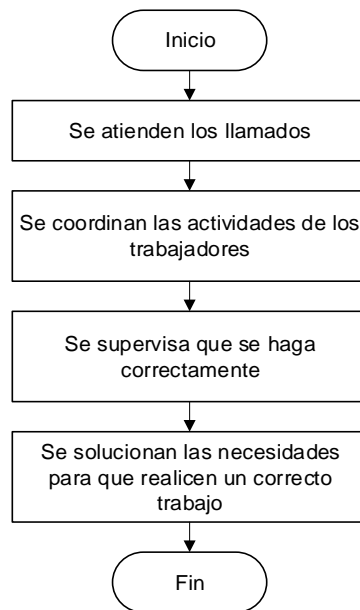 Inicio
Se atienden los llamados
Se coordinan las actividades de los
trabajadores
Se supervisa que se haga
correctamente
Se solucionan las necesidades
para que realicen un correcto
trabajo
Fin